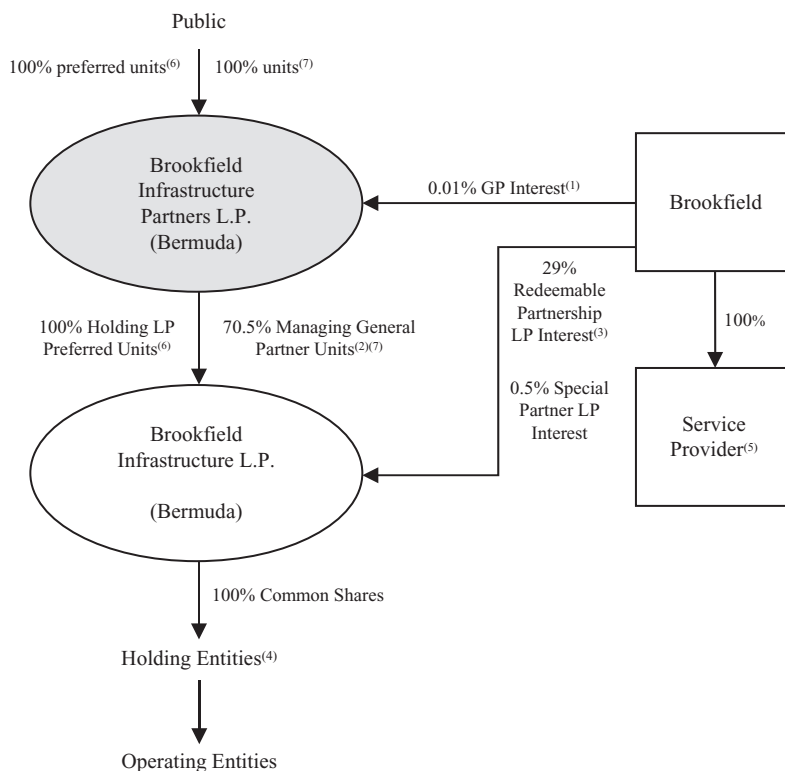 Public
100% preferred units(6)
100% units(7)
Brookfield
Infrastructure
Partners L.P.
(Bermuda)
0.01% GP Interest(1)
Brookfield
29%
Redeemable
Partnership
LP Interest(3)
100%
100% Holding LP
Preferred Units(6)
70.5% Managing General
Partner Units(2)(7)
0.5% Special
Partner LP
Interest
Service
Provider(5)
Brookfield
Infrastructure L.P.
(Bermuda)
100% Common Shares
Holding Entities(4)
Operating Entities